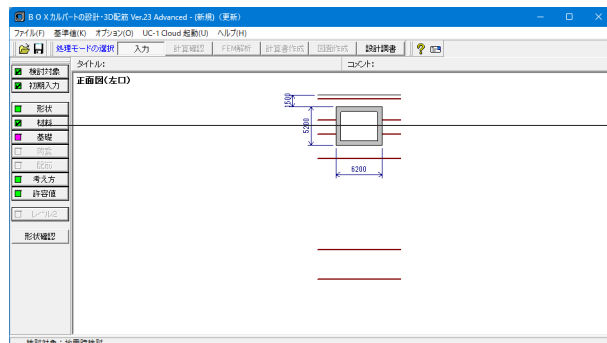 BOXカルバートの設計・3D配筋 Ver.23 Advanced - (新規) (更新)
ファイル(F) 基準値(K) オプション(O) UC-1 Cloud 起動(U) ヘルプ(H)
処理モードの選択 入力 計算確認 FEM解析 計算書作成 図面作成 設計調書
タイトル: コメント:
検討対象
初期入力
正面図(左口)
形状
材料
基礎
考え方
許容値
レベル2
形状確認
1500
5200
6200